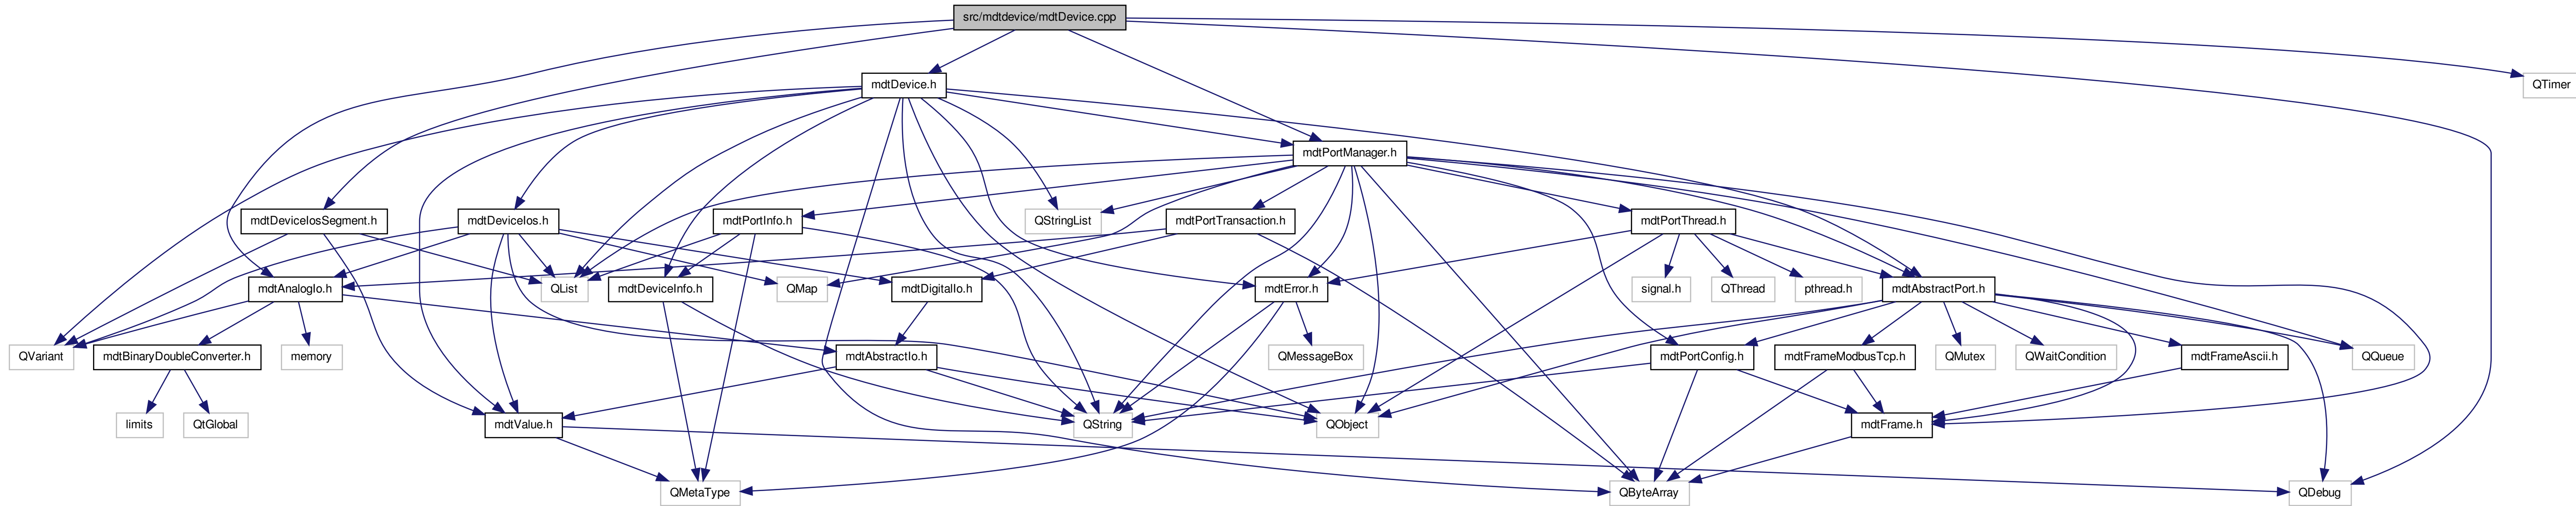 src/mdtdevice/mdtDevice.cpp
mdtDevice.h
QTimer
mdtPortManager.h
mdtDeviceIosSegment.h
mdtDeviceIos.h
mdtPortInfo.h
QStringList
mdtPortTransaction.h
mdtPortThread.h
mdtAnalogIo.h
QList
mdtDeviceInfo.h
QMap
mdtDigitalIo.h
mdtError.h
signal.h
QThread
pthread.h
mdtAbstractPort.h
QVariant
mdtBinaryDoubleConverter.h
memory
mdtAbstractIo.h
QMessageBox
mdtPortConfig.h
mdtFrameModbusTcp.h
QMutex
QWaitCondition
mdtFrameAscii.h
QQueue
limits
QtGlobal
mdtValue.h
QString
QObject
mdtFrame.h
QMetaType
QByteArray
QDebug